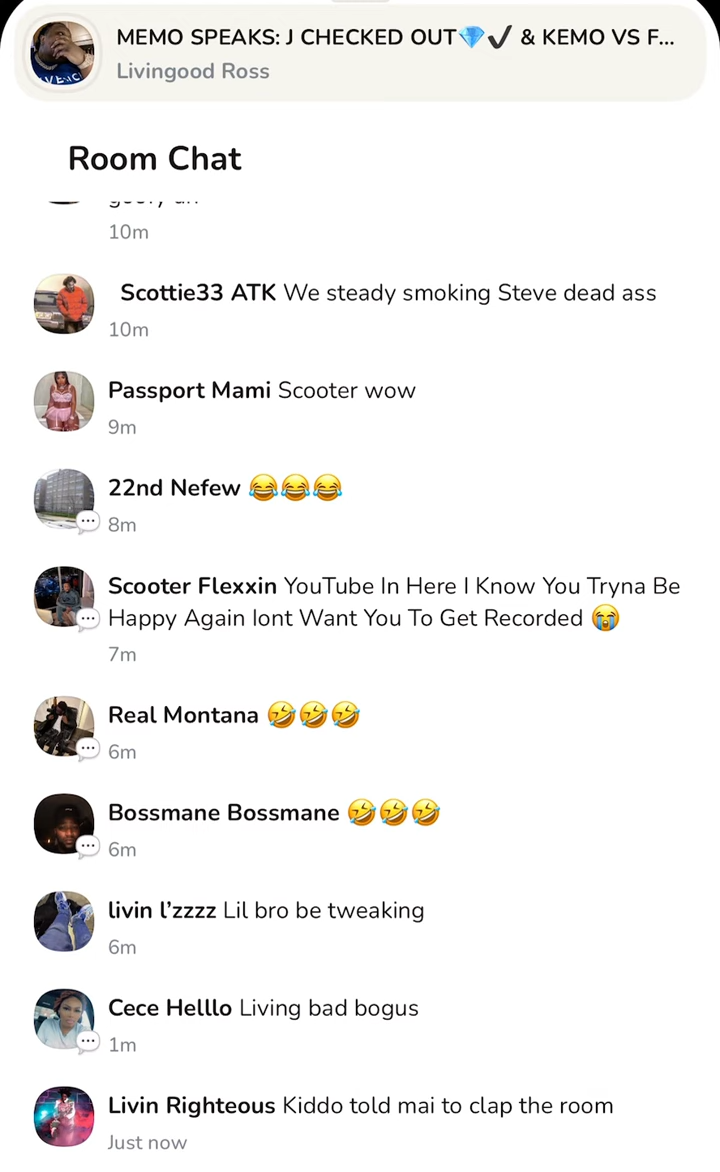 MEMO SPEAKS: J CHECKED OUT💎✔️ & KEMO VS F...
Livingood Ross
Room Chat
10m
Scottie33 ATK We steady smoking Steve dead ass
10m
Passport Mami Scooter wow
9m
22nd Nefew 😂😂😂
8m
Scooter Flexxin YouTube In Here I Know You Tryna Be
Happy Again Iont Want You To Get Recorded 😭
7m
Real Montana 🤣🤣🤣
6m
Bossmane Bossmane 🤣🤣🤣
6m
livin l’zzzz Lil bro be tweaking
6m
Cece Helllo Living bad bogus
1m
Livin Righteous Kiddo told mai to clap the room
Just now